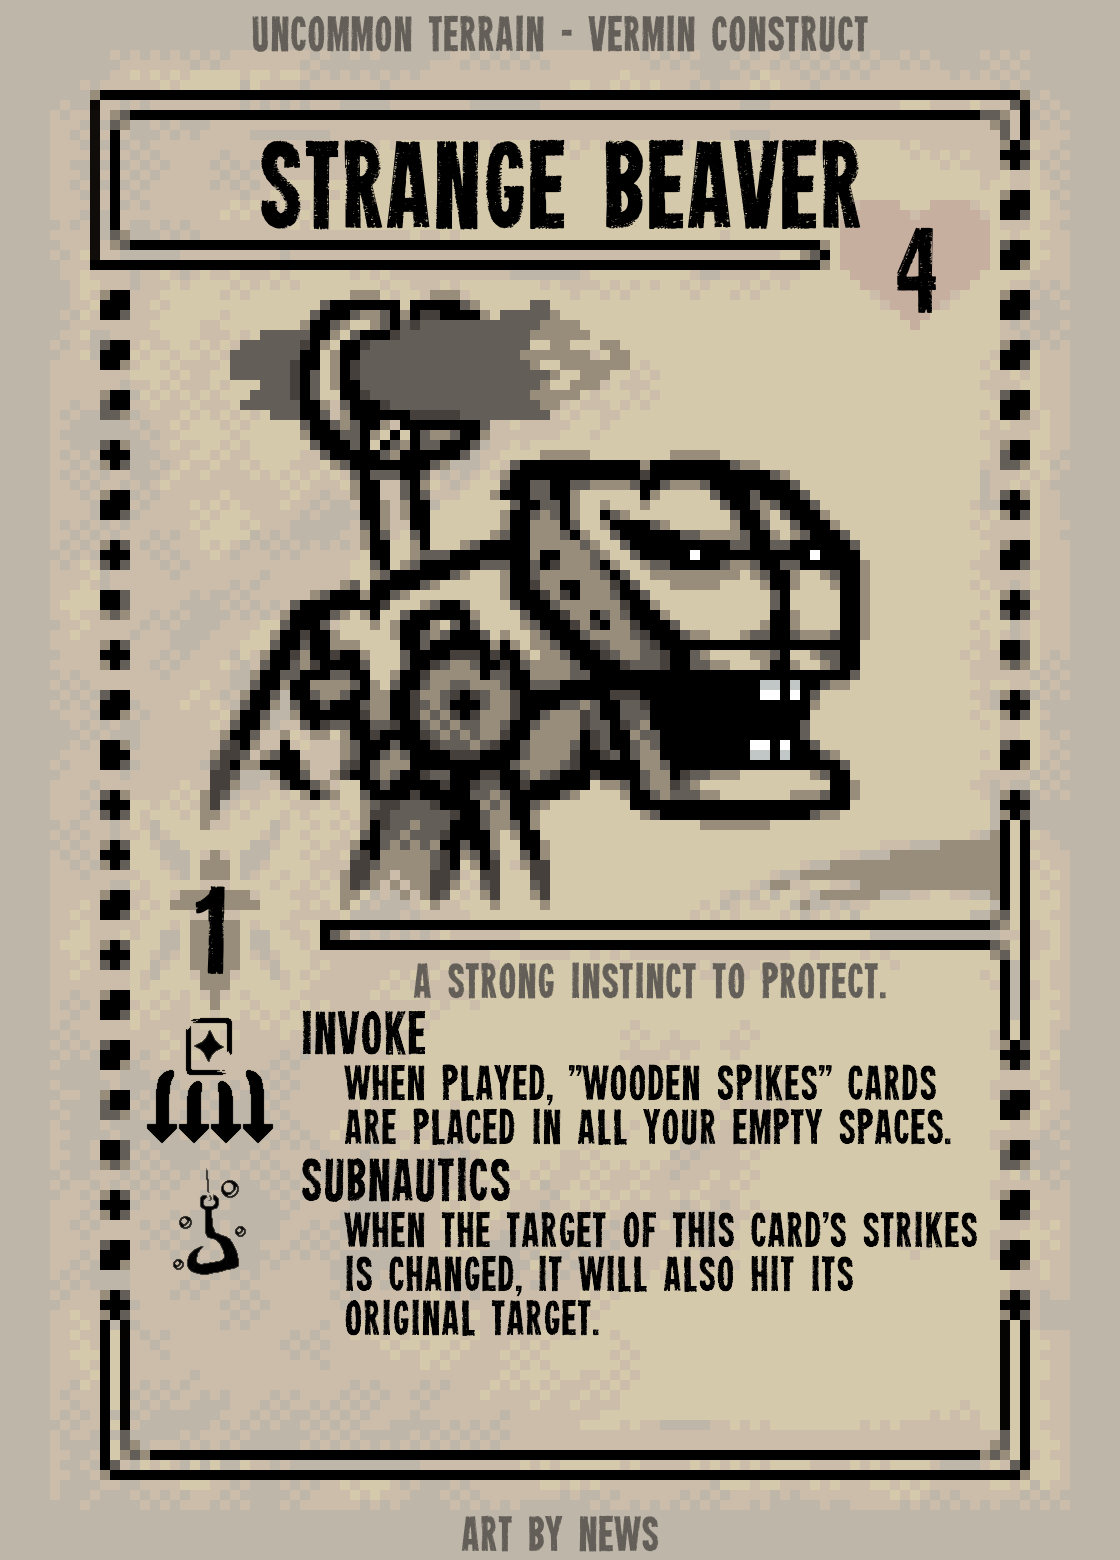 UNCOMMON TERRAIN - VERMIN CONSTRUCT
STRANGE BEAVER
4
1
A STRONG INSTINCT TO PROTECT.
INVOKE
WHEN PLAYED, "WOODEN SPIKES" CARDS
ARE PLACED IN ALL YOUR EMPTY SPACES.
SUBNAUTICS
WHEN THE TARGET OF THIS CARD'S STRIKES
IS CHANGED, IT WILL ALSO HIT ITS
ORIGINAL TARGET.
ART BY NEWS